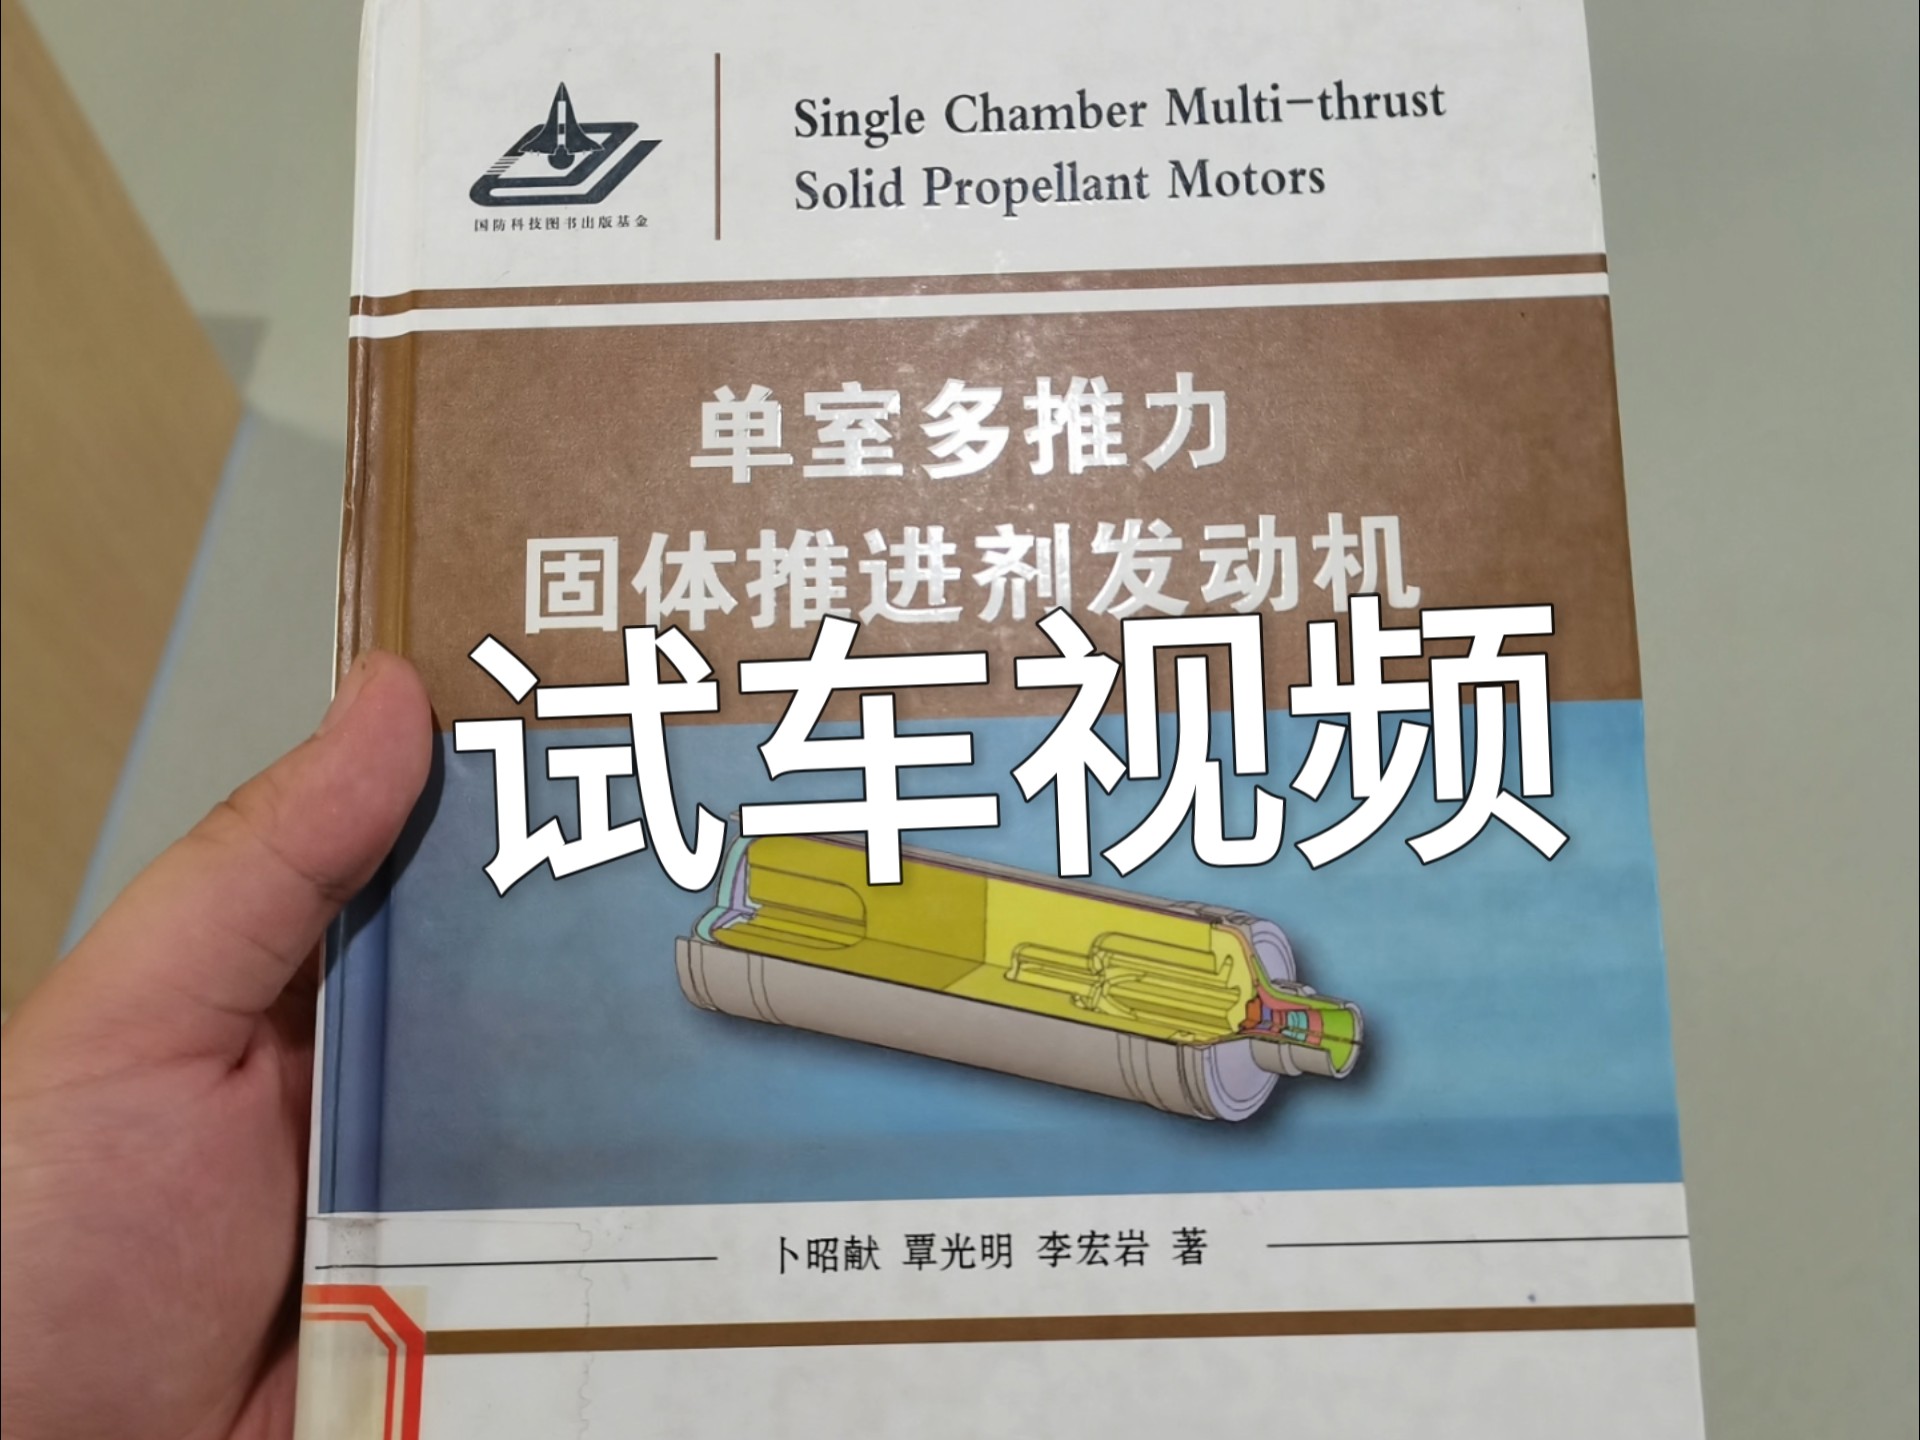 Single Chamber Multi-thrust
Solid Propellant Motors
国防科技图书出版基金
单室多推力
固体推进剂发动机
试车视频
卜昭献 覃光明 李宏岩 著